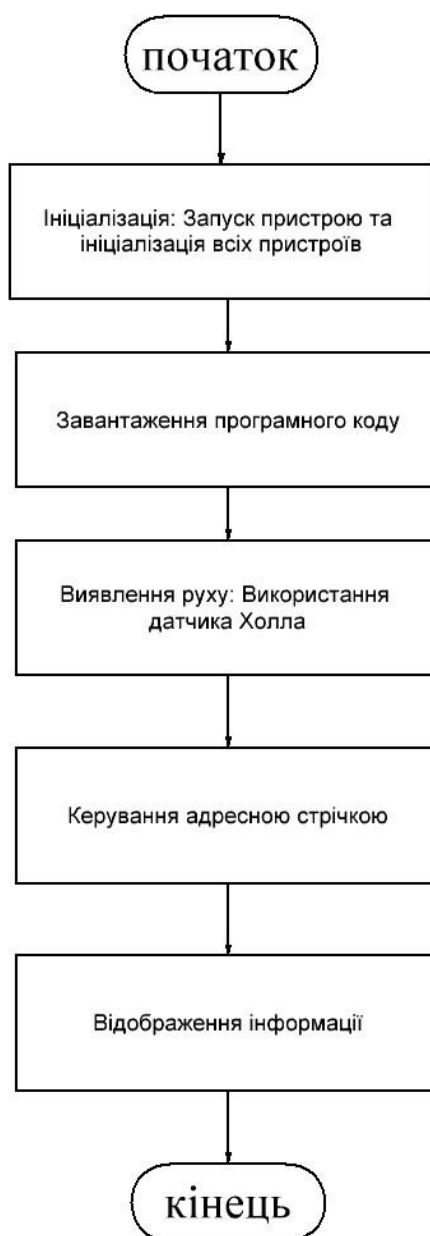 початок
Ініціалізація: Запуск пристрою та
ініціалізація всіх пристроїв
Завантаження програмного коду
Виявлення руху: Використання
датчика Холла
Керування адресною стрічкою
Відображення інформації
кінець